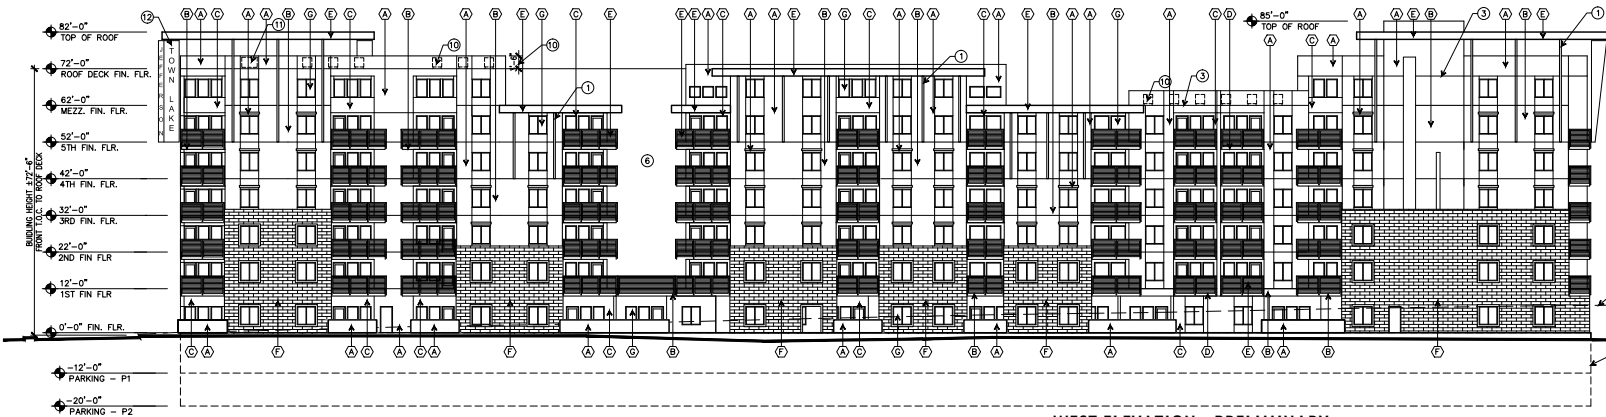 12 B A C A A B G E C A B A A B E G C E E E A C A A E B G C A B A C A E B A A G A C D A A E B A B E 1
11
82'-0"
TOP OF ROOF
85'-0"
TOP OF ROOF
3
A C A
JEFFERSON
TOWN LAKE
10
10
1
72'-0"
ROOF DECK FIN. FLR.
1
10
3
62'-0"
MEZZ. FIN. FLR.
52'-0"
5TH FIN. FLR.
6
42'-0"
4TH FIN. FLR.
BUIDLING HEIGHT ±72'-6"
FRONT T.O.C. TO ROOF DECK
32'-0"
3RD FIN. FLR.
22'-0"
2ND FIN FLR
12'-0"
1ST FIN FLR
0'-0" FIN. FLR.
C A F A C A C A F A C G B F A C G F B A F A C D E B A B F
-12'-0"
PARKING - P1
-20'-0"
PARKING - P2